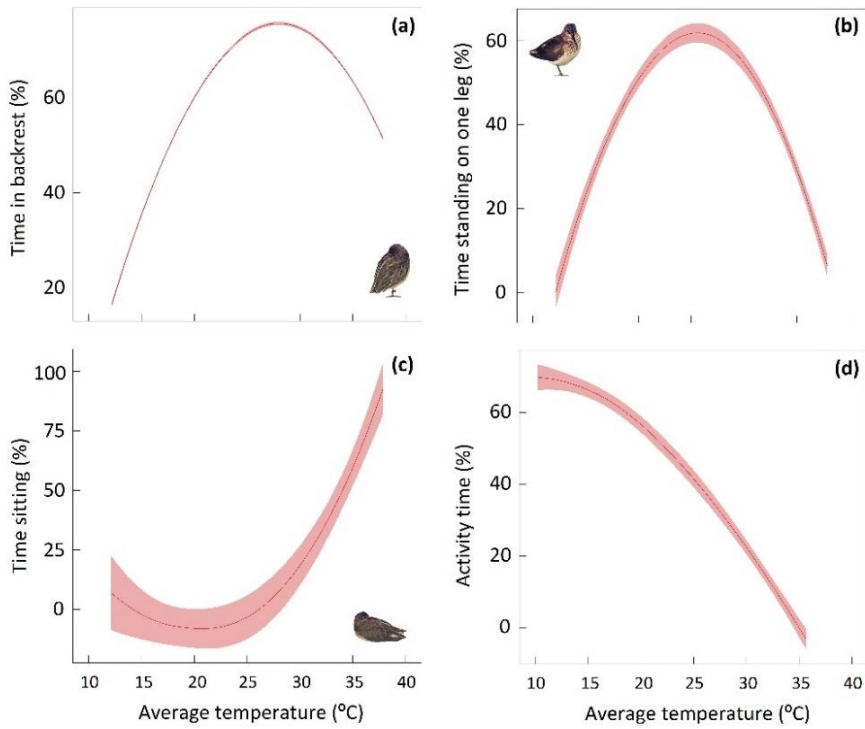 (a)
Time in backrest (%)
60
40
20
(b)
Time standing on one leg (%)
60
40
20
0
(c)
Time sitting (%)
100
75
50
25
0
10 15 20 25 30 35 40
Average temperature (⁰C)
(d)
Activity time (%)
60
40
20
0
10 15 20 25 30 35 40
Average temperature (⁰C)